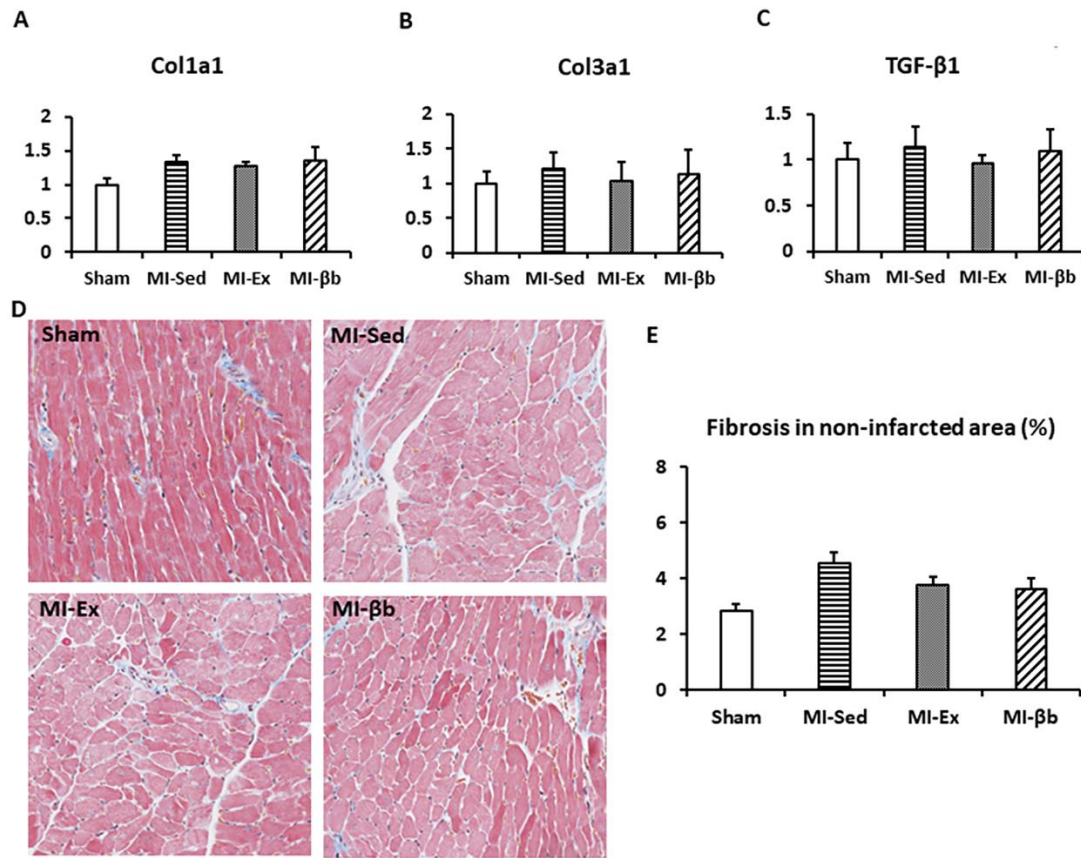 A
Col1a1
2
1.5
1
0.5
0
Sham MI-Sed MI-Ex MI-βb
B
Col3a1
2
1.5
1
0.5
0
Sham MI-Sed MI-Ex MI-βb
C
TGF-β1
1.5
1
0.5
0
Sham MI-Sed MI-Ex MI-βb
D
Sham
MI-Sed
MI-Ex
MI-βb
E
Fibrosis in non-infarcted area (%)
8
6
4
2
0
Sham MI-Sed MI-Ex MI-βb